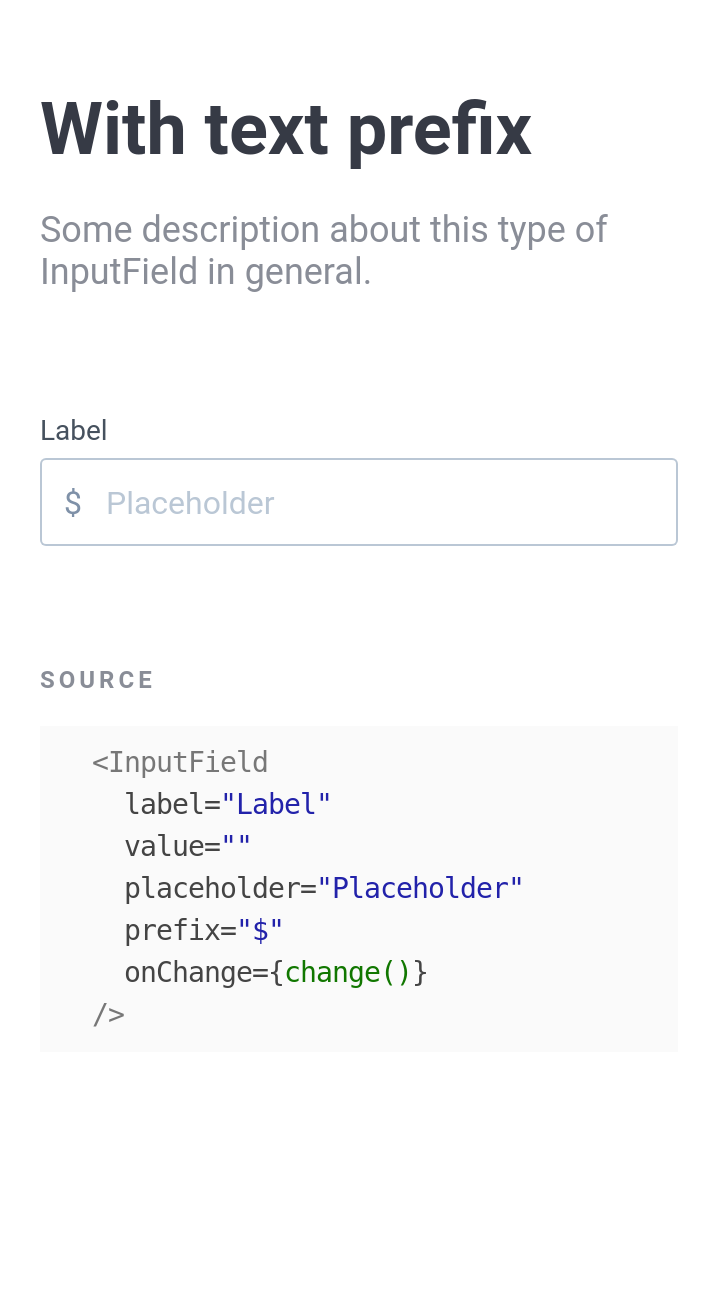 With text prefix
Some description about this type of
InputField in general.
Label
$ Placeholder
SOURCE
<InputField
  label="Label"
  value=""
  placeholder="Placeholder"
  prefix="$"
  onChange={change()}
/>